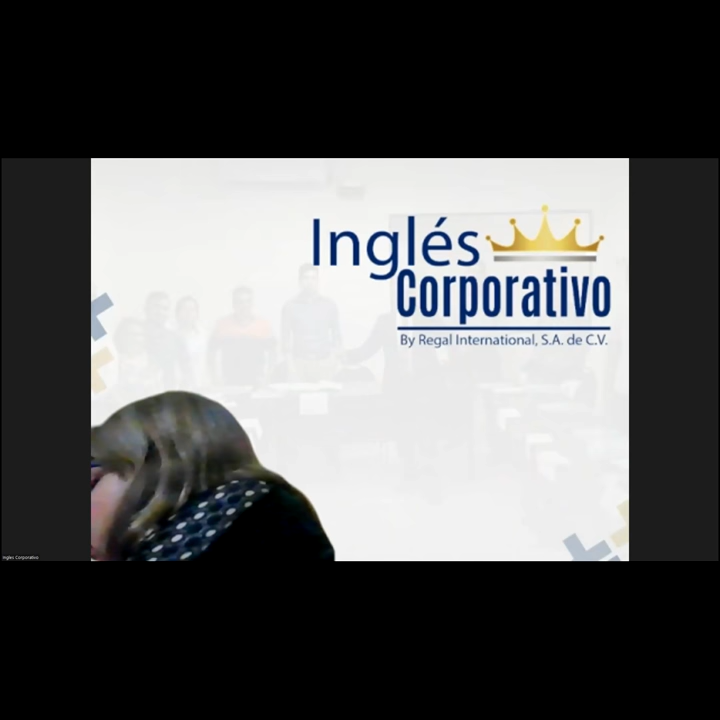 Inglés
Corporativo
By Regal International, S.A. de C.V.
Ingles Corporativo